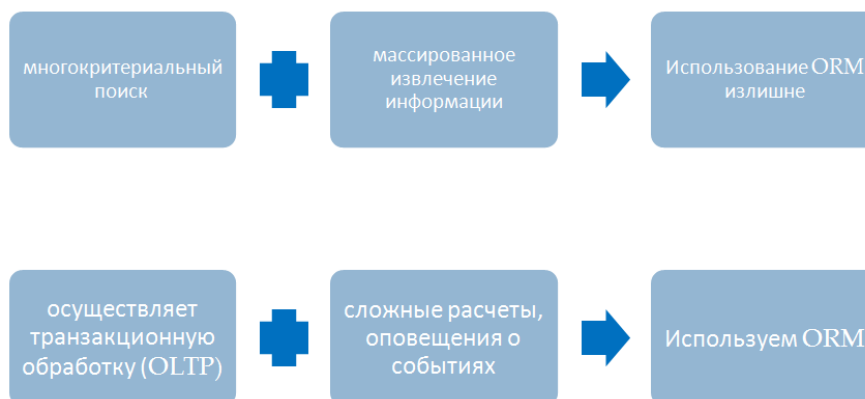 многокритериальный
поиск
массированное
извлечение
информации
Использование ORM
излишне
осуществляет
транзакционную
обработку (OLTP)
сложные расчеты,
оповещения о
событиях
Используем ORM